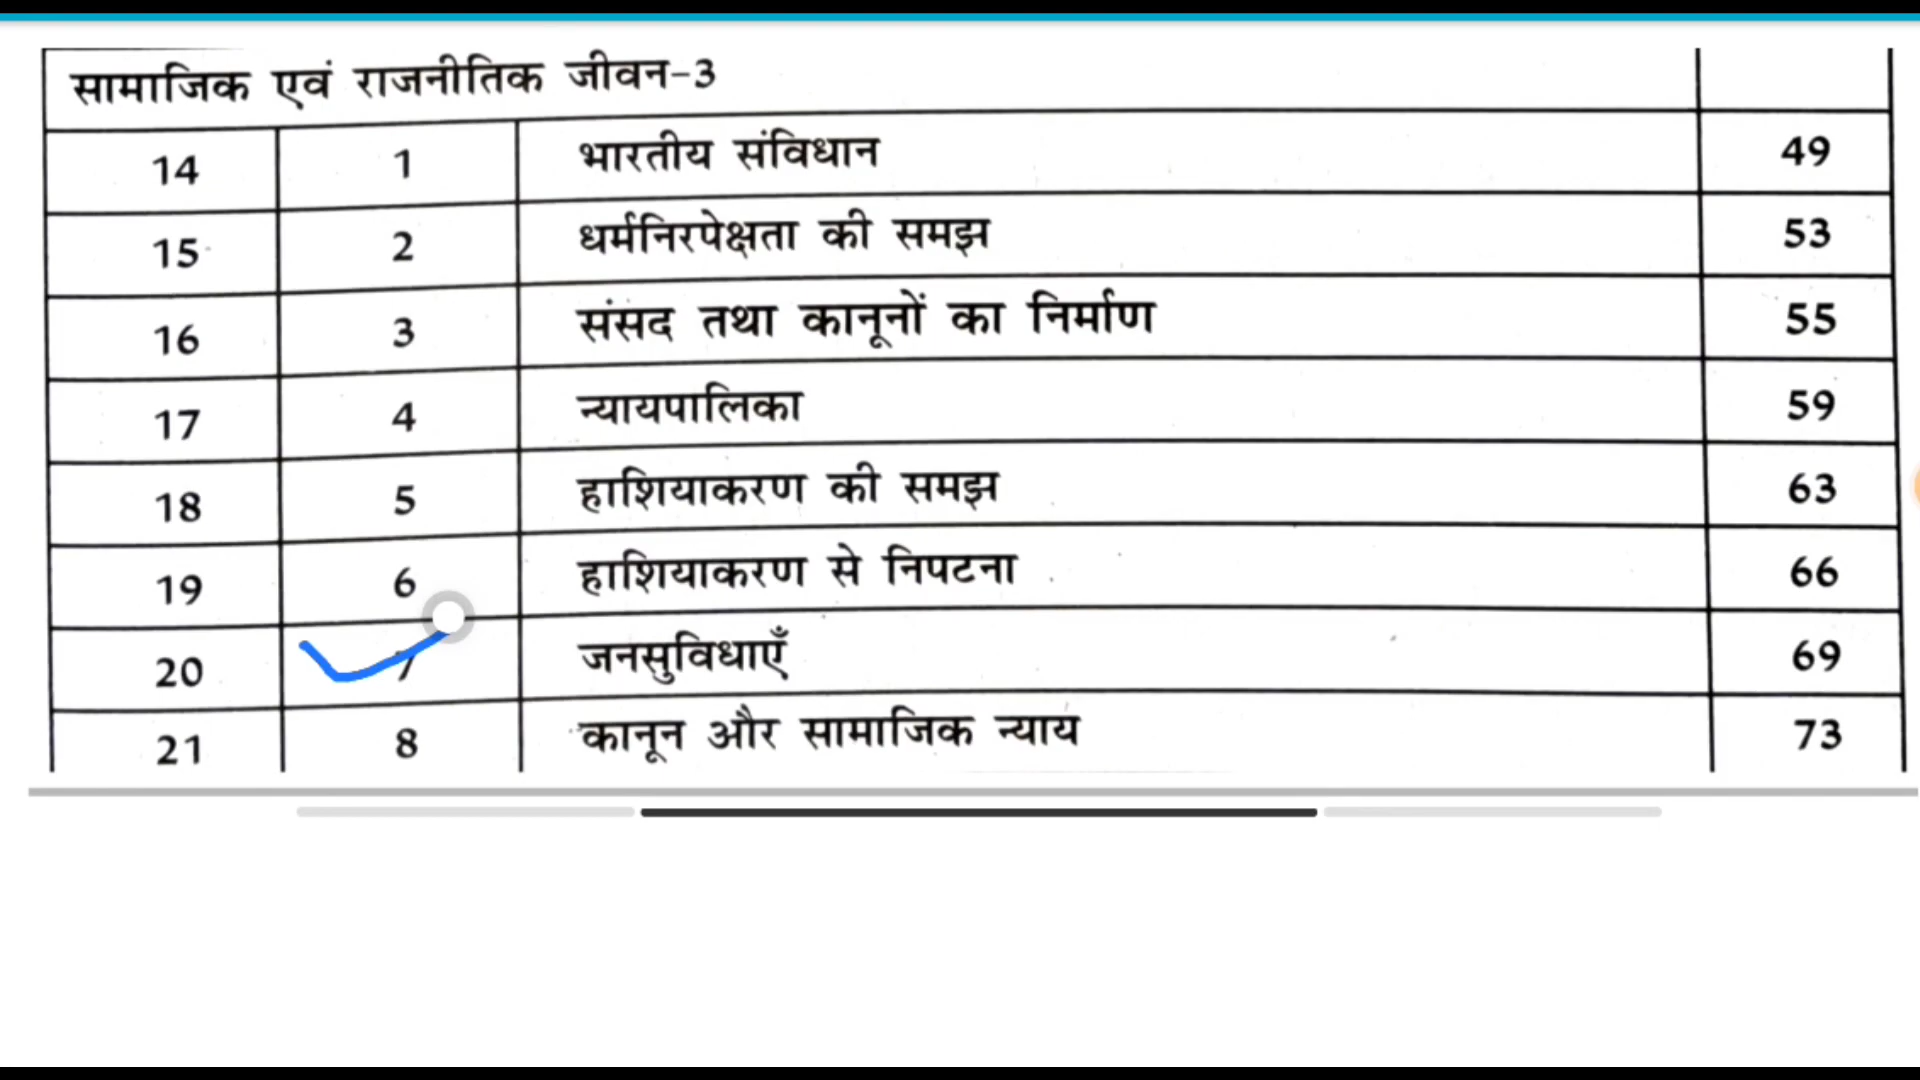 सामाजिक एवं राजनीतिक जीवन-3
14 1 भारतीय संविधान 49
15 2 धर्मनिरपेक्षता की समझ 53
16 3 संसद तथा कानूनों का निर्माण 55
17 4 न्यायपालिका 59
18 5 हाशियाकरण की समझ 63
19 6 हाशियाकरण से निपटना 66
20 7 जनसुविधाएँ 69
21 8 कानून और सामाजिक न्याय 73